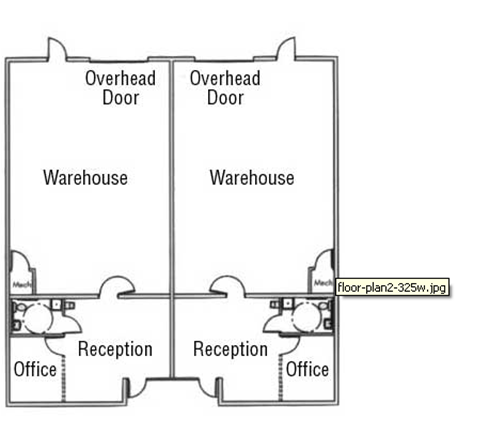 Overhead
Door
Overhead
Door
Warehouse
Warehouse
Mech
Mech
floor-plan2-325w.jpg
Reception
Reception
Office
Office